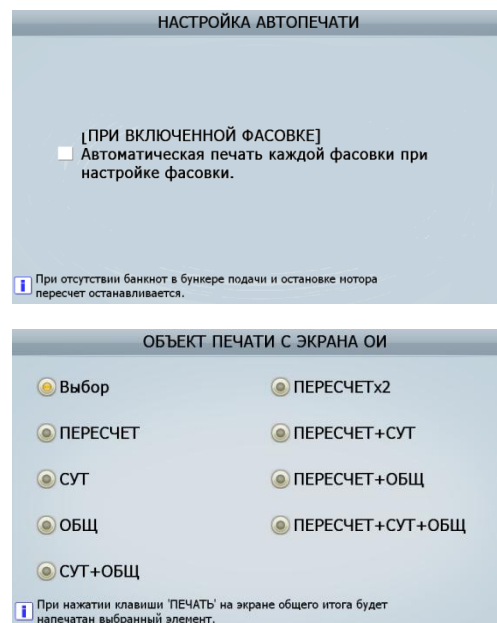 НАСТРОЙКА АВТОПЕЧАТИ
[ПРИ ВКЛЮЧЕННОЙ ФАСОВКЕ]
Автоматическая печать каждой фасовки при
настройке фасовки.
При отсутствии банкнот в бункере подачи и остановке мотора
пересчет останавливается.
ОБЪЕКТ ПЕЧАТИ С ЭКРАНА ОИ
Выбор
ПЕРЕСЧЕТx2
ПЕРЕСЧЕТ
ПЕРЕСЧЕТ+СУТ
СУТ
ПЕРЕСЧЕТ+ОБЩ
ОБЩ
ПЕРЕСЧЕТ+СУТ+ОБЩ
СУТ+ОБЩ
При нажатии клавиши 'ПЕЧАТЬ' на экране общего итога будет
напечатан выбранный элемент.